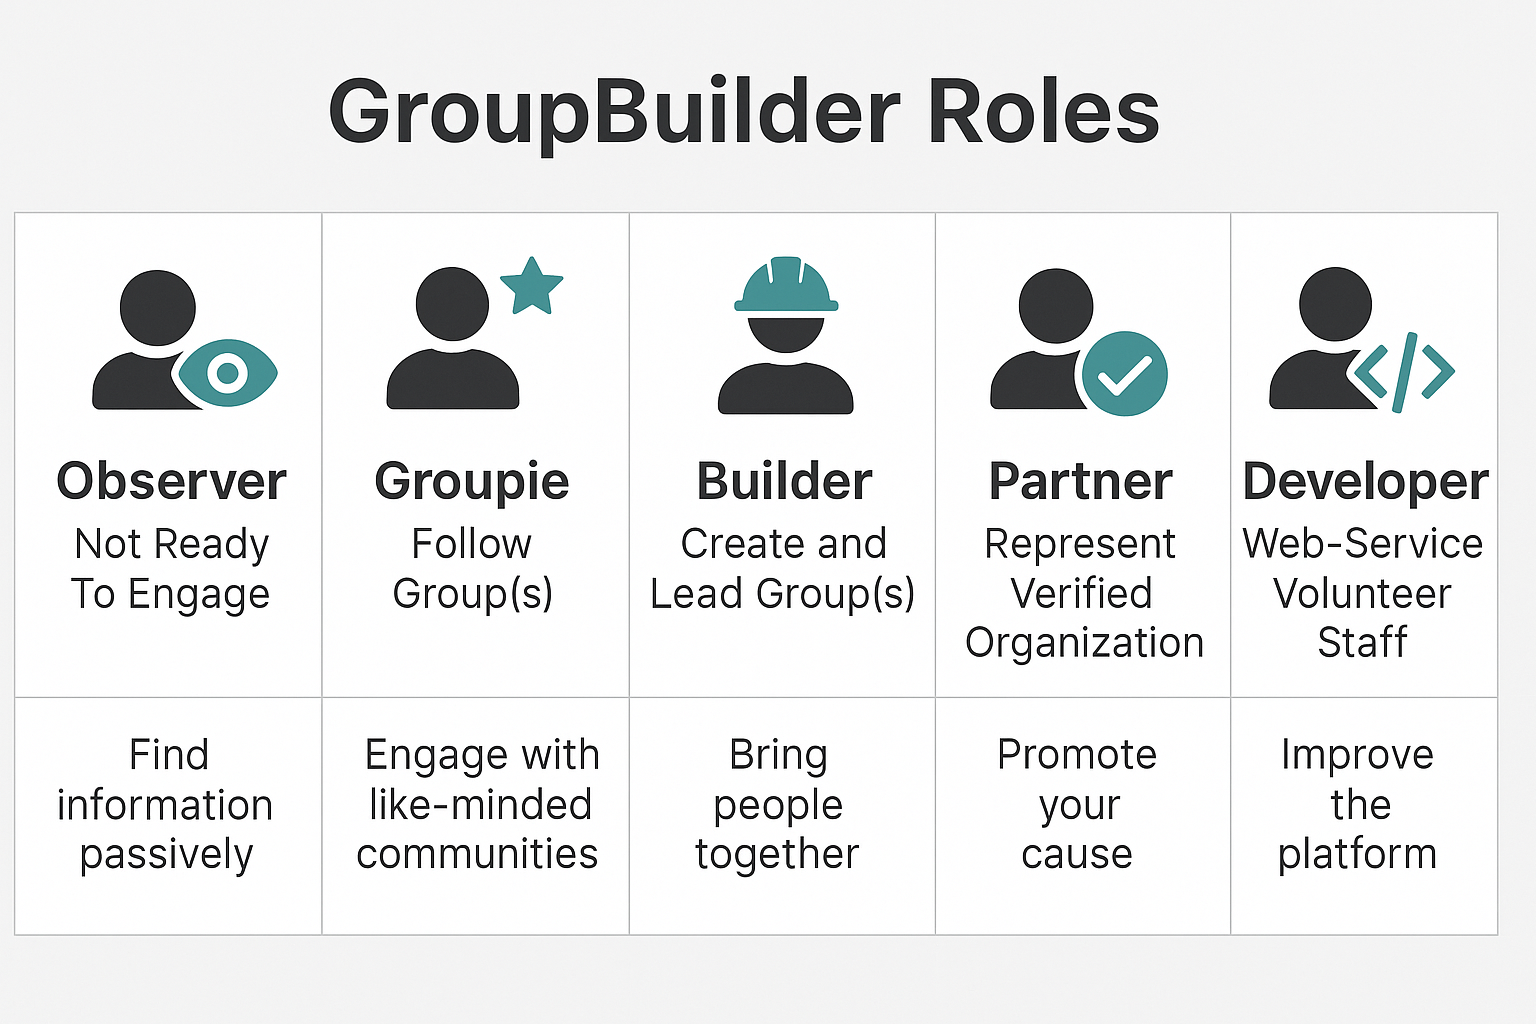 GroupBuilder Roles
Observer
Not Ready
To Engage
Groupie
Follow
Group(s)
Builder
Create and
Lead Group(s)
Partner
Represent
Verified
Organization
Developer
Web-Service
Volunteer
Staff
Find
information
passively
Engage with
like-minded
communities
Bring
people
together
Promote
your
cause
Improve
the
platform